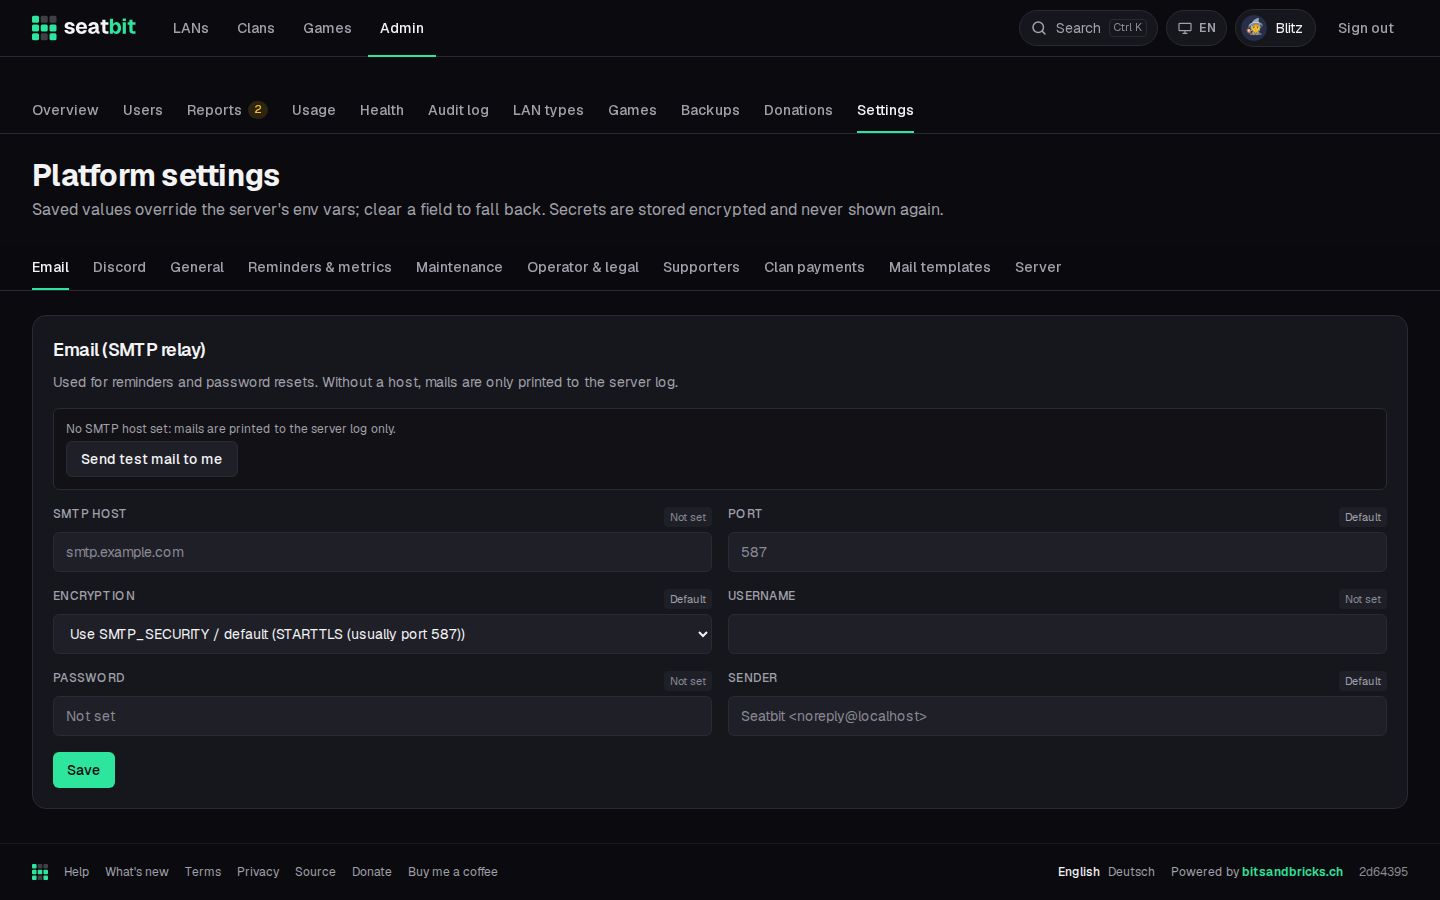 seatbit LANs Clans Games Admin Search Ctrl K EN Blitz Sign out
Overview Users Reports 2 Usage Health Audit log LAN types Games Backups Donations Settings
Platform settings
Saved values override the server's env vars; clear a field to fall back. Secrets are stored encrypted and never shown again.
Email Discord General Reminders & metrics Maintenance Operator & legal Supporters Clan payments Mail templates Server
Email (SMTP relay)
Used for reminders and password resets. Without a host, mails are only printed to the server log.
No SMTP host set: mails are printed to the server log only.
Send test mail to me
SMTP HOST Not set PORT Default
smtp.example.com 587
ENCRYPTION Default USERNAME Not set
Use SMTP_SECURITY / default (STARTTLS (usually port 587))
PASSWORD Not set SENDER Default
Not set Seatbit <noreply@localhost>
Save
Help What's new Terms Privacy Source Donate Buy me a coffee English Deutsch Powered by bitsandbricks.ch 2d64395